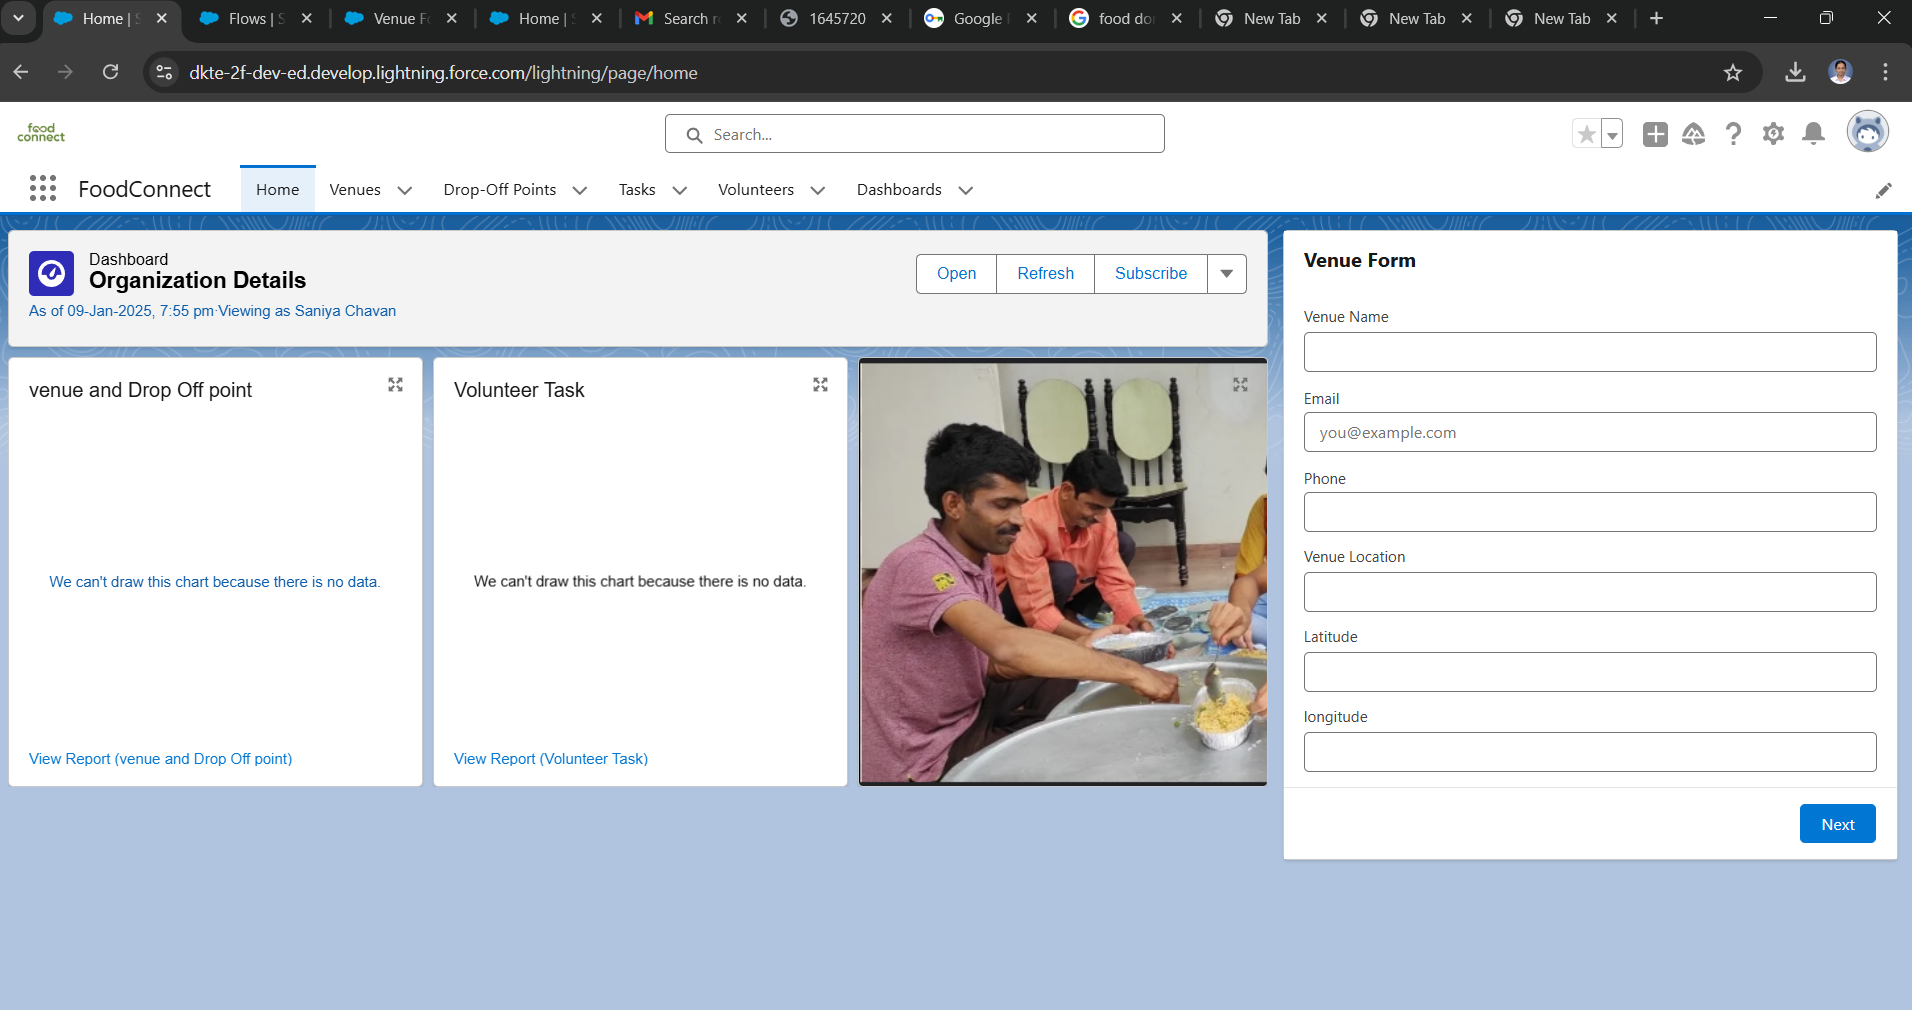 Home | S
Flows | S
Venue Fo
Home | S
Search re
1645720
Google
food don
New Tab
New Tab
New Tab
dkte-2f-dev-ed.develop.lightning.force.com/lightning/page/home
food
connect
Search...
FoodConnect
Home
Venues
Drop-Off Points
Tasks
Volunteers
Dashboards
Dashboard
Organization Details
As of 09-Jan-2025, 7:55 pm·Viewing as Saniya Chavan
Open
Refresh
Subscribe
venue and Drop Off point
We can't draw this chart because there is no data.
View Report (venue and Drop Off point)
Volunteer Task
We can't draw this chart because there is no data.
View Report (Volunteer Task)
Venue Form
Venue Name
Email
you@example.com
Phone
Venue Location
Latitude
longitude
Next